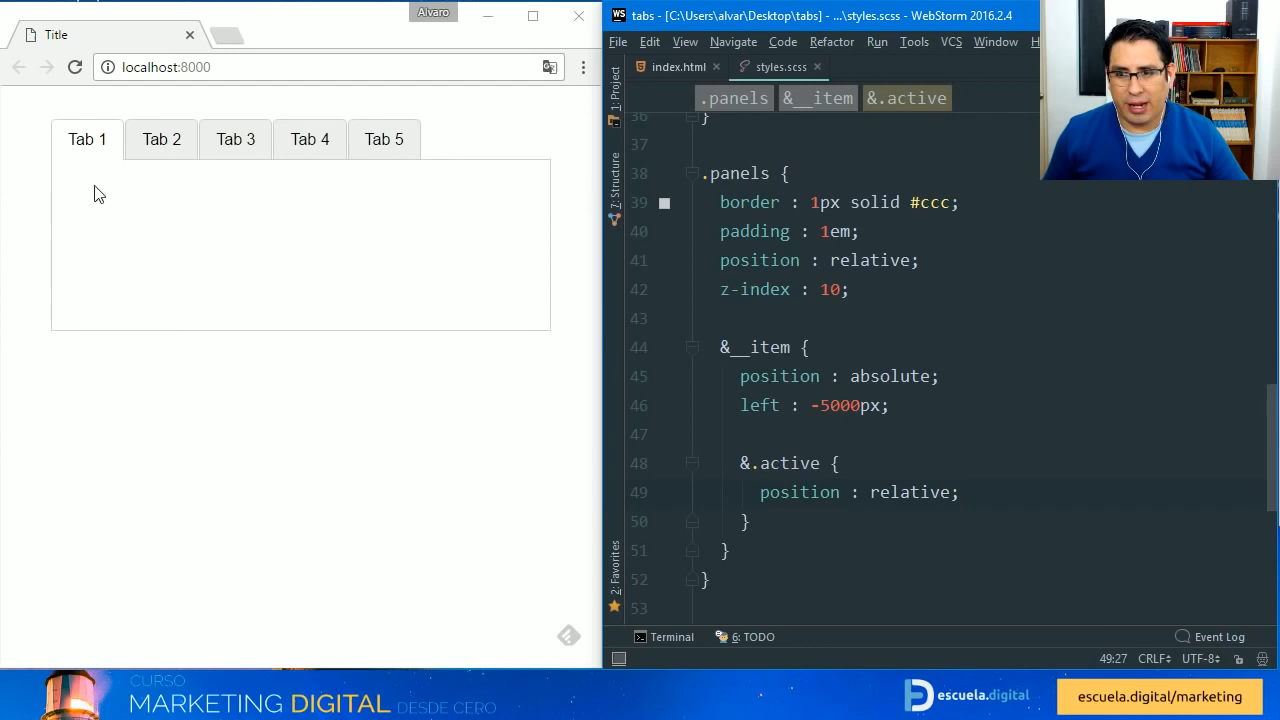 Alvaro
Title
localhost:8000
Tab 1
Tab 2
Tab 3
Tab 4
Tab 5
WS tabs - [C:\Users\alvar\Desktop\tabs] - ...\styles.scss - WebStorm 2016.2.4
File Edit View Navigate Code Refactor Run Tools VCS Window H
index.html
styles.scss
.panels &__item &.active
1: Project
7: Structure
2: Favorites
36 }
37
38 .panels {
39 border : 1px solid #ccc;
40 padding : 1em;
41 position : relative;
42 z-index : 10;
43
44 &__item {
45 position : absolute;
46 left : -5000px;
47
48 &.active {
49 position : relative;
50 }
51 }
52 }
53
Terminal
6: TODO
Event Log
49:27 CRLF UTF-8
CURSO
MARKETING DIGITAL DESDE CERO
escuela.digital
escuela.digital/marketing